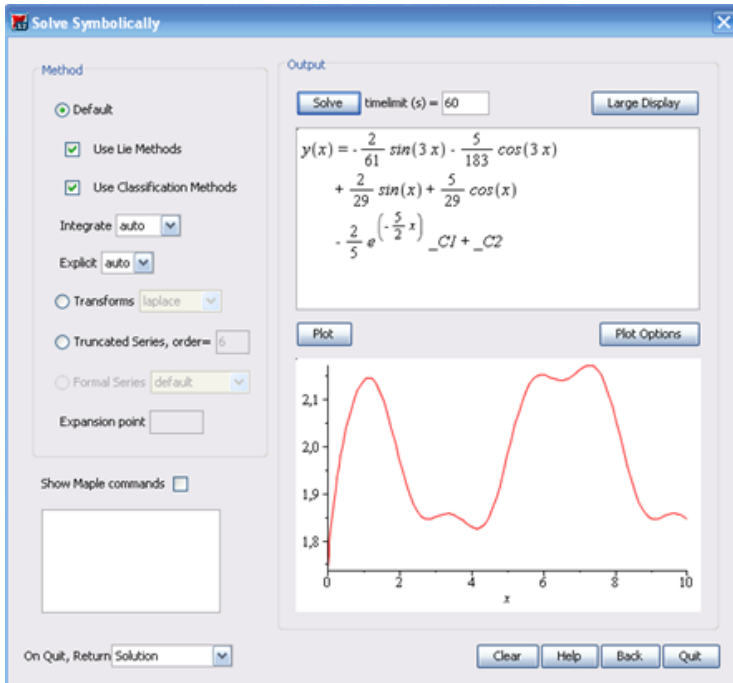 Solve Symbolically
Method
Default
Use Lie Methods
Use Classification Methods
Integrate auto
Explicit auto
Transforms laplace
Truncated Series, order= 6
Formal Series default
Expansion point
Show Maple commands
On Quit, Return Solution
Output
Solve timelimit (s) = 60 Large Display
y(x) = - 2/61 sin(3 x) - 5/183 cos(3 x)
+ 2/29 sin(x) + 5/29 cos(x)
- 2/5 e^(- 5/2 x) _C1 + _C2
Plot Plot Options
2,1
2,0
1,9
1,8
0 2 4 6 8 10
x
Clear Help Back Quit